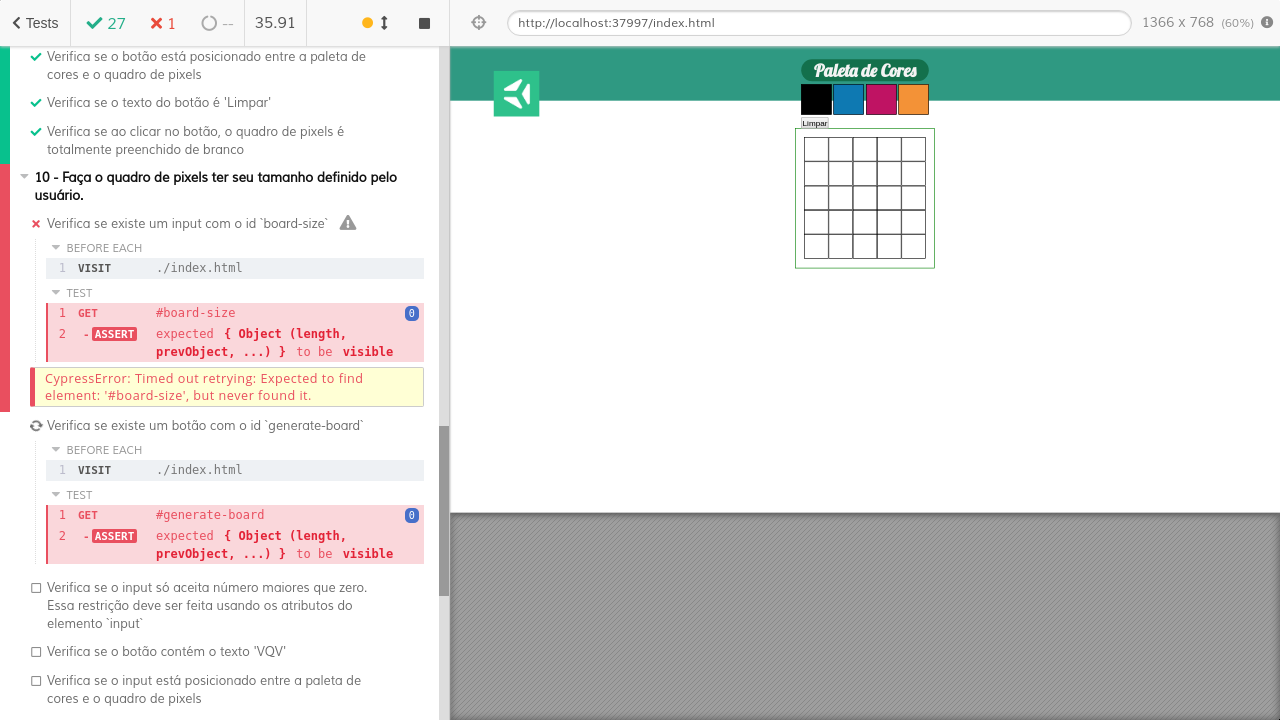 Tests
27
1
--
35.91
http://localhost:37997/index.html
1366 x 768 (60%)
Verifica se o botão está posicionado entre a paleta de
cores e o quadro de pixels
Verifica se o texto do botão é 'Limpar'
Verifica se ao clicar no botão, o quadro de pixels é
totalmente preenchido de branco
10 - Faça o quadro de pixels ter seu tamanho definido pelo
usuário.
Verifica se existe um input com o id `board-size`
BEFORE EACH
1 VISIT ./index.html
TEST
1 GET #board-size 0
2 -ASSERT expected { Object (length,
prevObject, ...) } to be visible
CypressError: Timed out retrying: Expected to find
element: '#board-size', but never found it.
Verifica se existe um botão com o id `generate-board`
BEFORE EACH
1 VISIT ./index.html
TEST
1 GET #generate-board 0
2 -ASSERT expected { Object (length,
prevObject, ...) } to be visible
Verifica se o input só aceita número maiores que zero.
Essa restrição deve ser feita usando os atributos do
elemento `input`
Verifica se o botão contém o texto 'VQV'
Verifica se o input está posicionado entre a paleta de
cores e o quadro de pixels
Paleta de Cores
Limpar